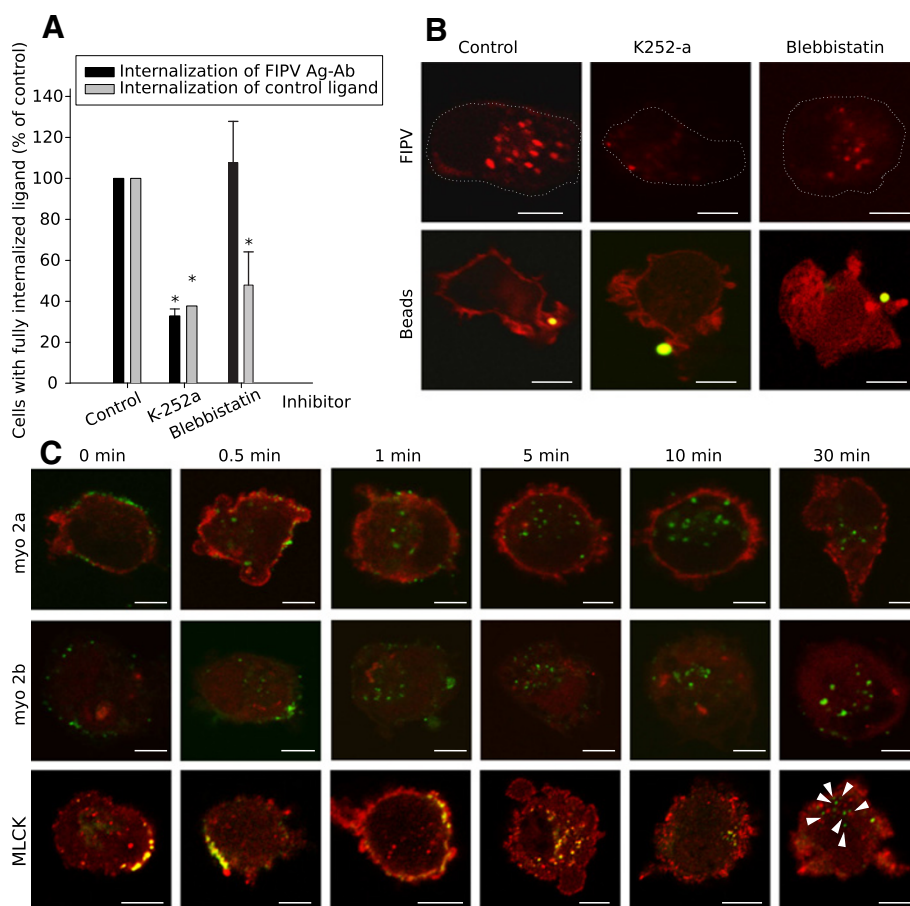 A
Cells with fully internalized ligand (% of control)
Internalization of FIPV Ag-Ab
Internalization of control ligand
140
120
100
80
60
40
20
0
*
*
*
Control
K-252a
Blebbistatin
Inhibitor
B
Control K252-a Blebbistatin
FIPV
Beads
C
0 min 0.5 min 1 min 5 min 10 min 30 min
myo 2a
myo 2b
MLCK